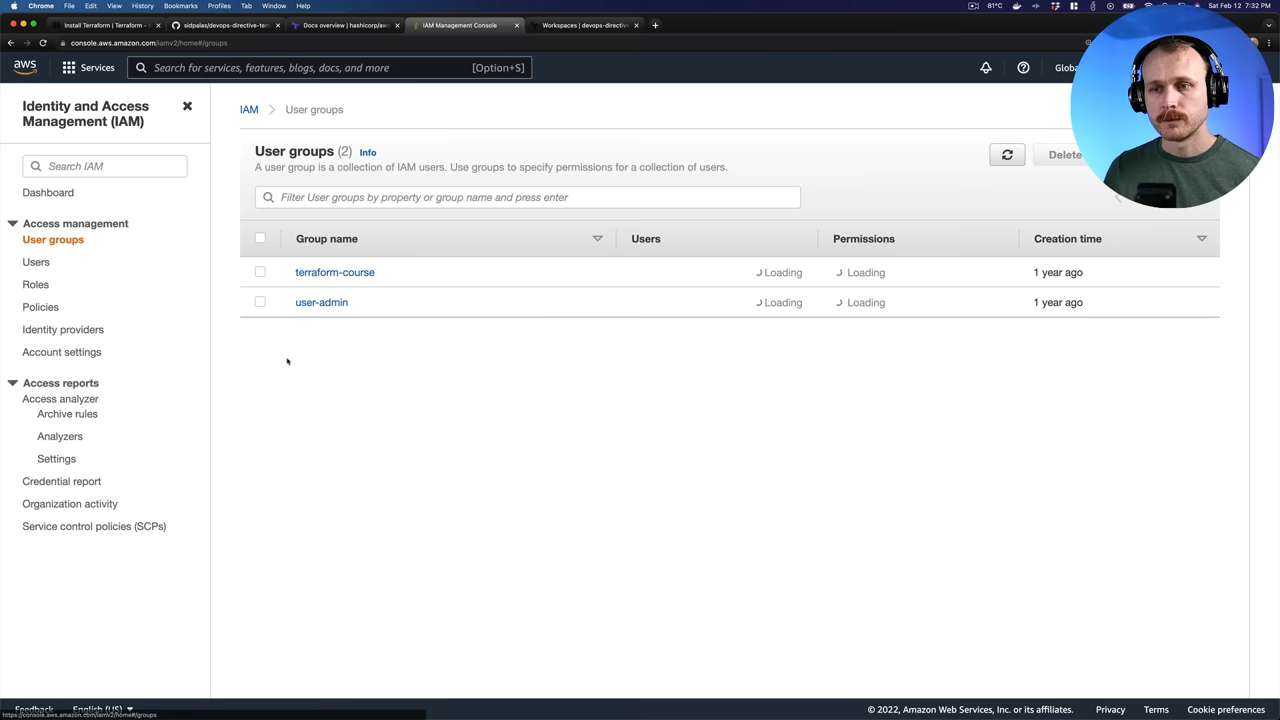 Chrome File Edit View History Bookmarks Profiles Tab Window Help
81°C Sat Feb 12 7:32 PM
Install Terraform | Terraform - H
sidpalas/devops-directive-terr
Docs overview | hashicorp/aws
IAM Management Console
Workspaces | devops-directive
console.aws.amazon.com/iamv2/home#/groups
aws
Services
Search for services, features, blogs, docs, and more
[Option+S]
Globa
Identity and Access
Management (IAM)
Search IAM
Dashboard
Access management
User groups
Users
Roles
Policies
Identity providers
Account settings
Access reports
Access analyzer
Archive rules
Analyzers
Settings
Credential report
Organization activity
Service control policies (SCPs)
IAM > User groups
User groups (2) Info
A user group is a collection of IAM users. Use groups to specify permissions for a collection of users.
Delete
Filter User groups by property or group name and press enter
Group name Users Permissions Creation time
terraform-course Loading Loading 1 year ago
user-admin Loading Loading 1 year ago
Feedback English (US)
© 2022, Amazon Web Services, Inc. or its affiliates. Privacy Terms Cookie preferences
https://console.aws.amazon.com/iamv2/home#/groups